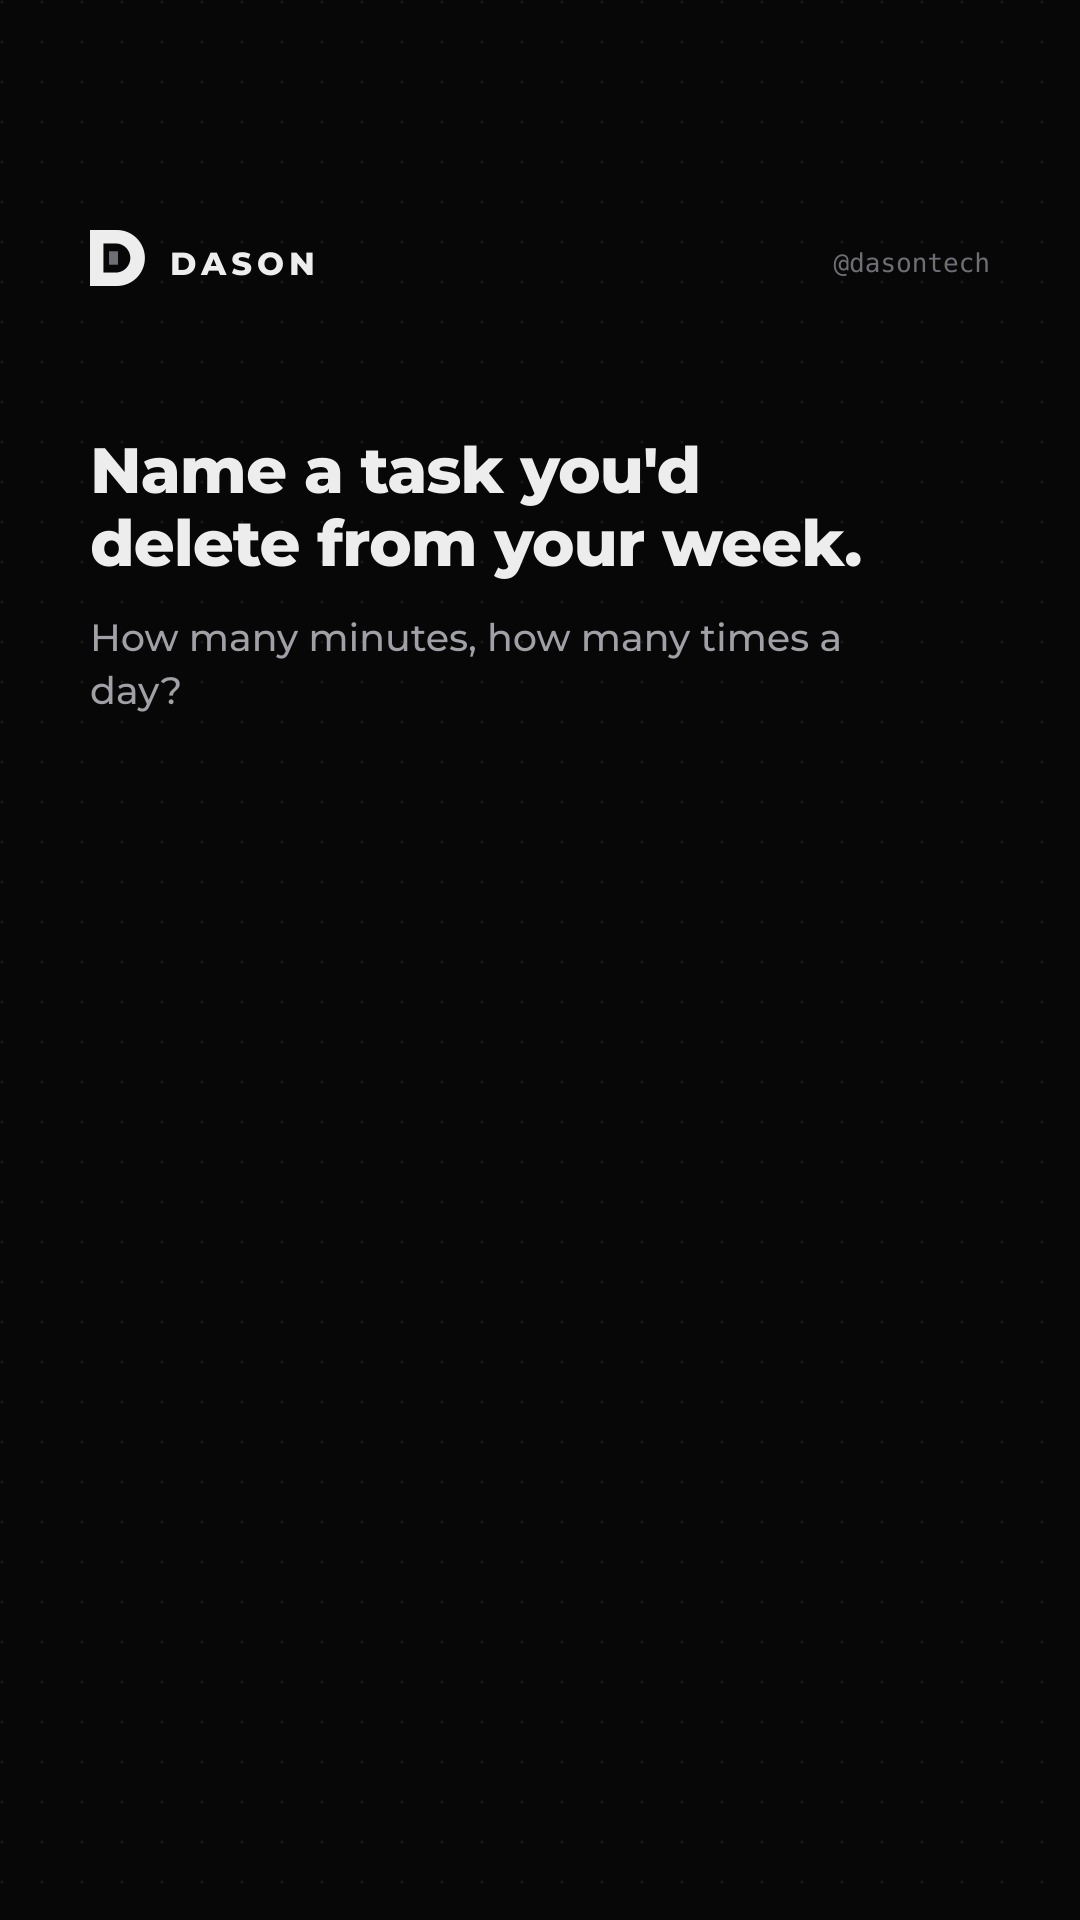 DASON
@dasontech
Name a task you'd
delete from your week.
How many minutes, how many times a
day?